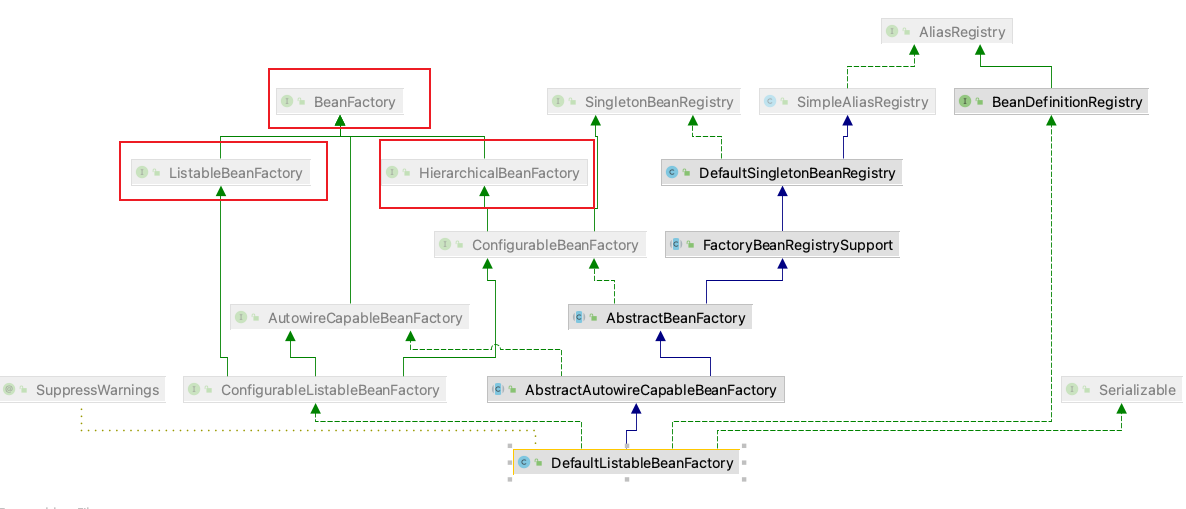 AliasRegistry
BeanFactory
SingletonBeanRegistry
SimpleAliasRegistry
BeanDefinitionRegistry
ListableBeanFactory
HierarchicalBeanFactory
DefaultSingletonBeanRegistry
ConfigurableBeanFactory
FactoryBeanRegistrySupport
AutowireCapableBeanFactory
AbstractBeanFactory
SuppressWarnings
ConfigurableListableBeanFactory
AbstractAutowireCapableBeanFactory
Serializable
DefaultListableBeanFactory